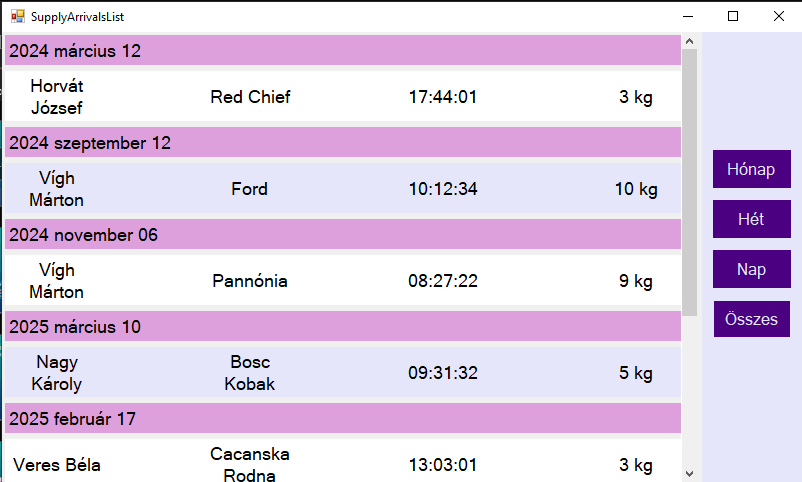 SupplyArrivalsList
2024 március 12
Horvát
József
Red Chief
17:44:01
3 kg
2024 szeptember 12
Vígh
Márton
Ford
10:12:34
10 kg
2024 november 06
Vígh
Márton
Pannónia
08:27:22
9 kg
2025 március 10
Nagy
Károly
Bosc
Kobak
09:31:32
5 kg
2025 február 17
Veres Béla
Cacanska
Rodna
13:03:01
3 kg
Hónap
Hét
Nap
Összes